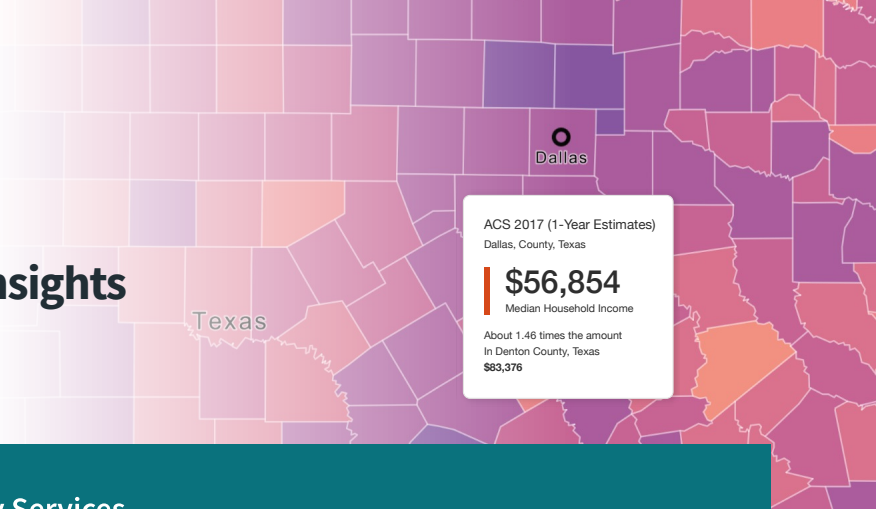 Dallas
ACS 2017 (1-Year Estimates)
Dallas, County, Texas
$56,854
Median Household Income
About 1.46 times the amount
In Denton County, Texas
$83,376
nsights
Texas
y Services